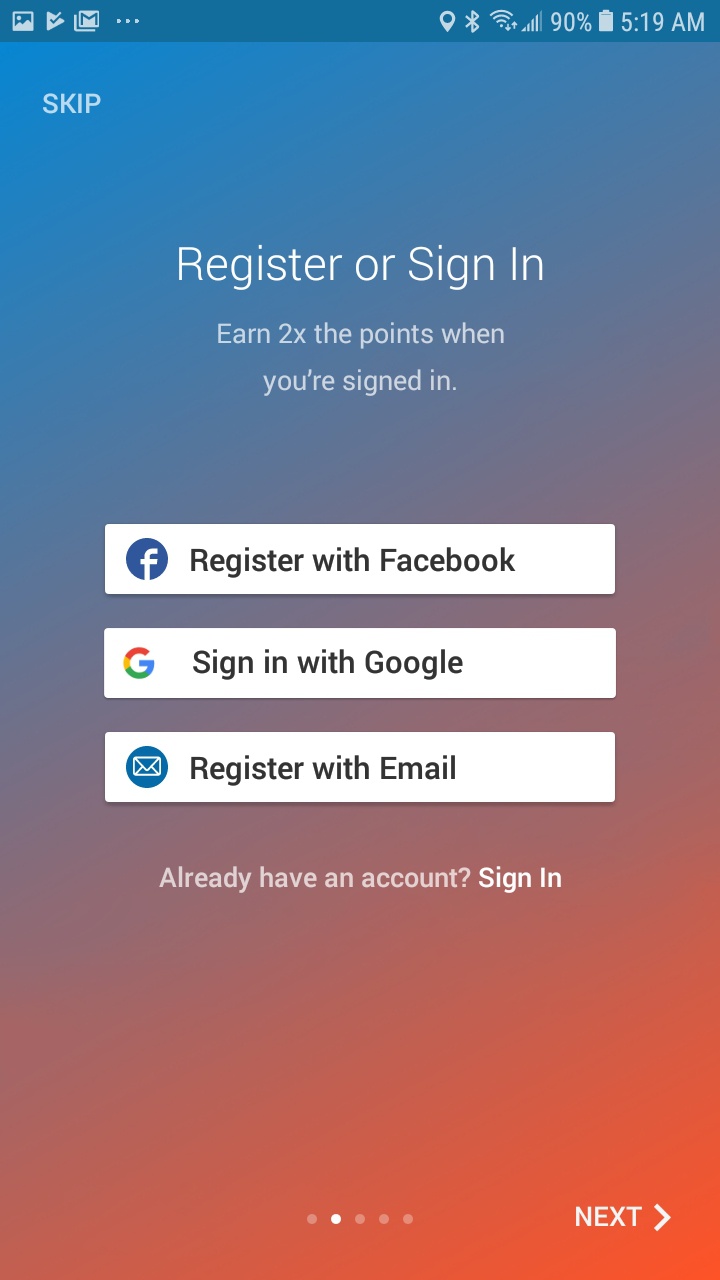 90% 5:19 AM
SKIP
Register or Sign In
Earn 2x the points when
you're signed in.
Register with Facebook
Sign in with Google
Register with Email
Already have an account? Sign In
NEXT